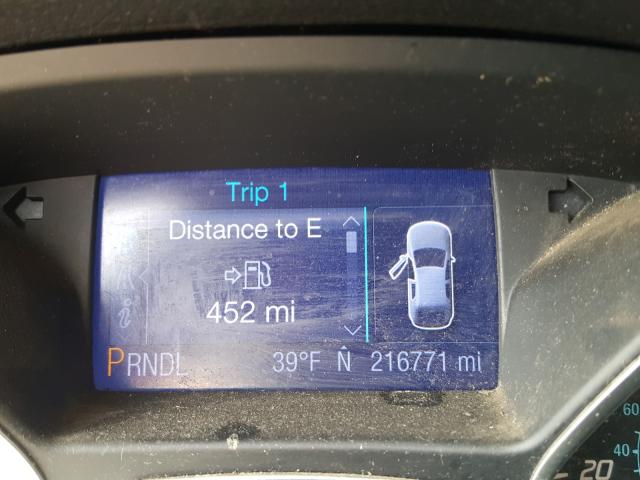 Trip 1
Distance to E
452 mi
PRNDL 39°F N 216771 mi
60
40
20